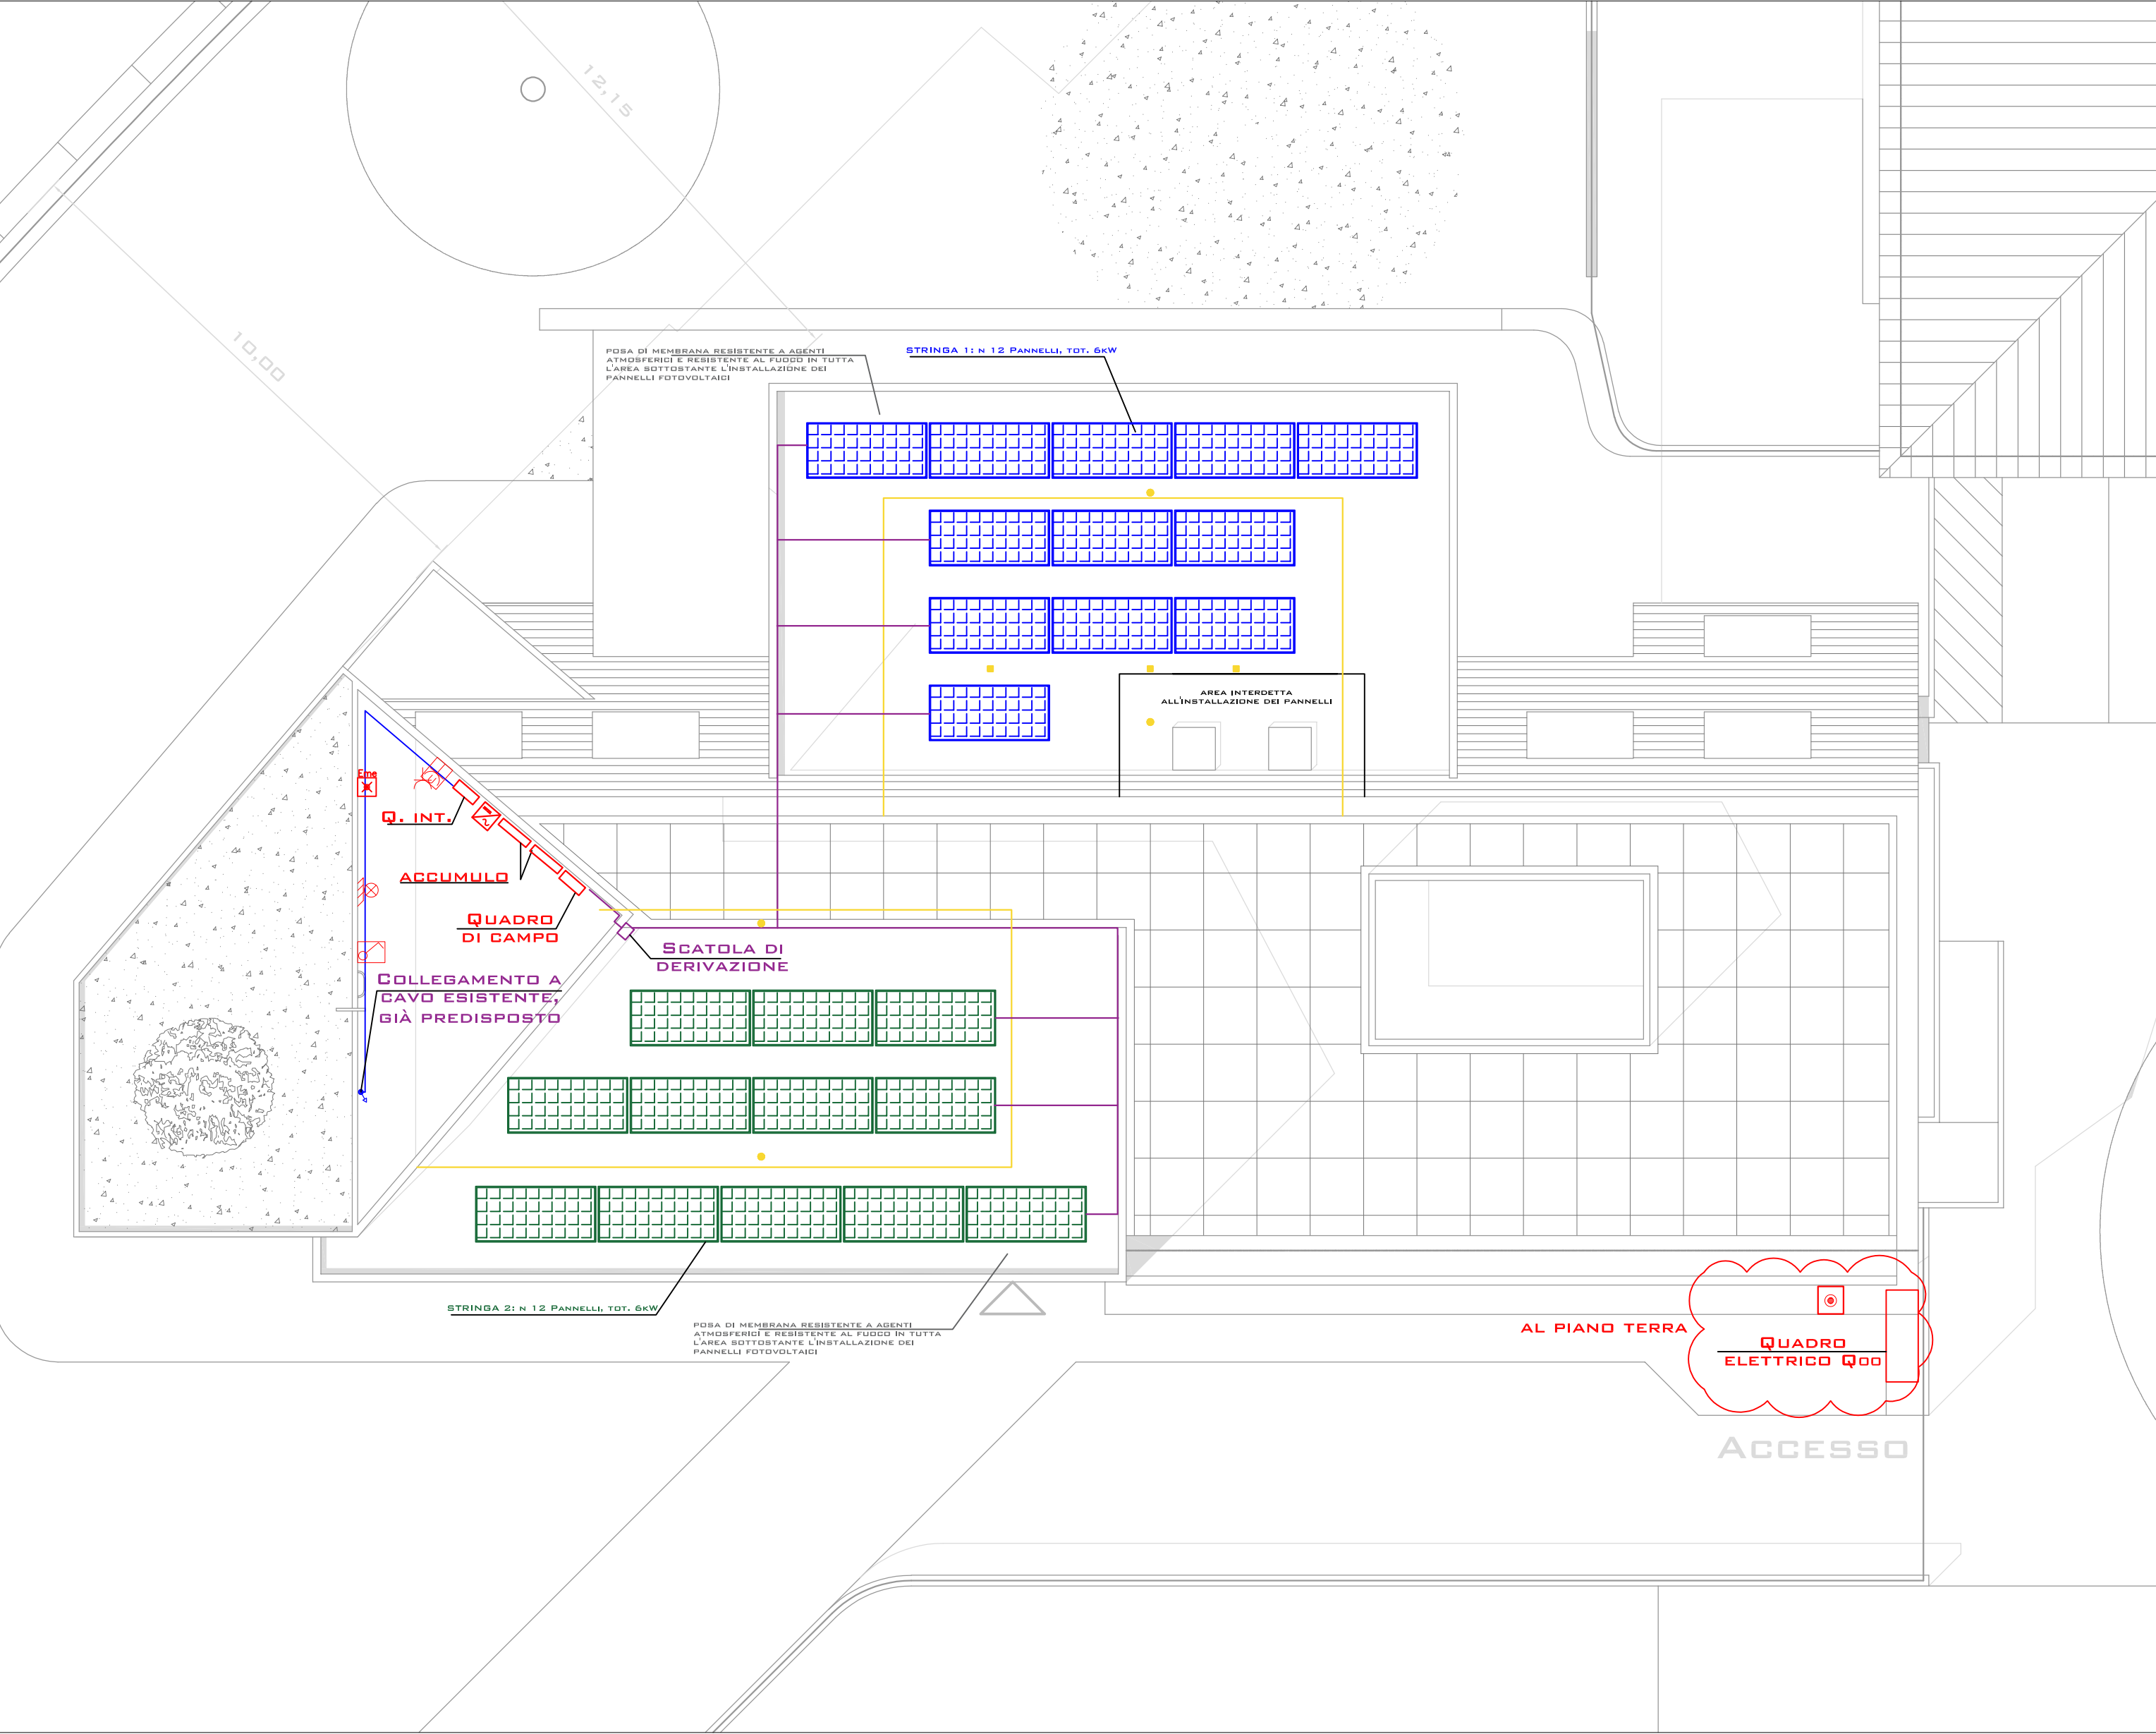 12,15
10,00
POSA DI MEMBRANA RESISTENTE A AGENTI
ATMOSFERICI E RESISTENTE AL FUOCO IN TUTTA
L'AREA SOTTOSTANTE L'INSTALLAZIONE DEI
PANNELLI FOTOVOLTAICI
STRINGA 1: N 12 PANNELLI, TOT. 6KW
AREA INTERDETTA
ALL'INSTALLAZIONE DEI PANNELLI
Eme
Q. INT.
ACCUMULO
QUADRO
DI CAMPO
SCATOLA DI
DERIVAZIONE
COLLEGAMENTO A
CAVO ESISTENTE,
GIÀ PREDISPOSTO
STRINGA 2: N 12 PANNELLI, TOT. 6KW
POSA DI MEMBRANA RESISTENTE A AGENTI
ATMOSFERICI E RESISTENTE AL FUOCO IN TUTTA
L'AREA SOTTOSTANTE L'INSTALLAZIONE DEI
PANNELLI FOTOVOLTAICI
AL PIANO TERRA
QUADRO
ELETTRICO Q00
ACCESSO